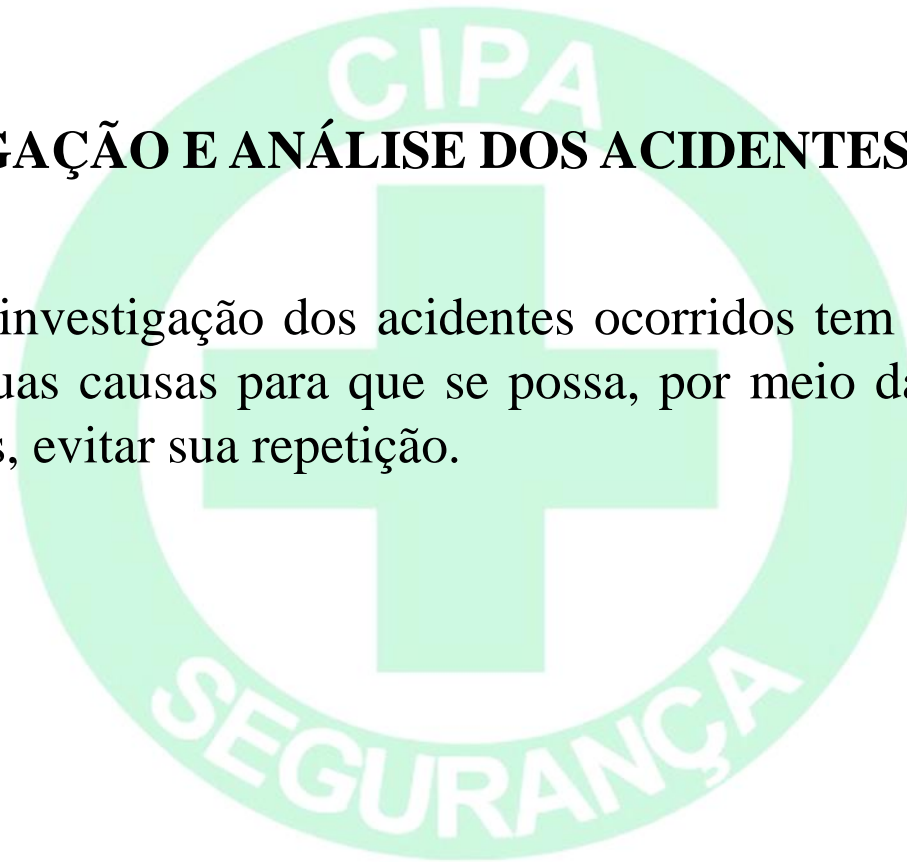 CIPA
GAÇÃO E ANÁLISE DOS ACIDENTES
investigação dos acidentes ocorridos tem
uas causas para que se possa, por meio da
s, evitar sua repetição.
SEGURANÇA